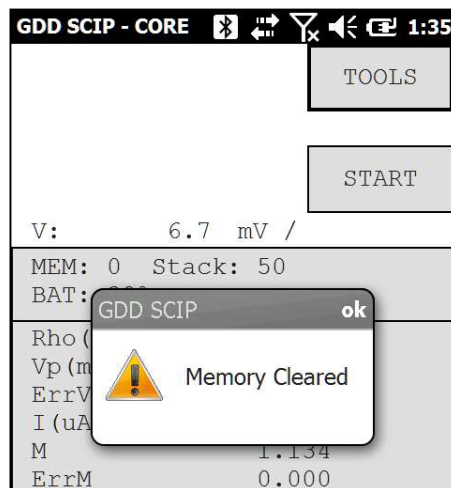 GDD SCIP - CORE 1:35
TOOLS
START
V: 6.7 mV /
MEM: 0 Stack: 50
BAT:
GDD SCIP ok
Rho(
Vp(m
Memory Cleared
ErrV
I(uA
M 1.134
ErrM 0.000